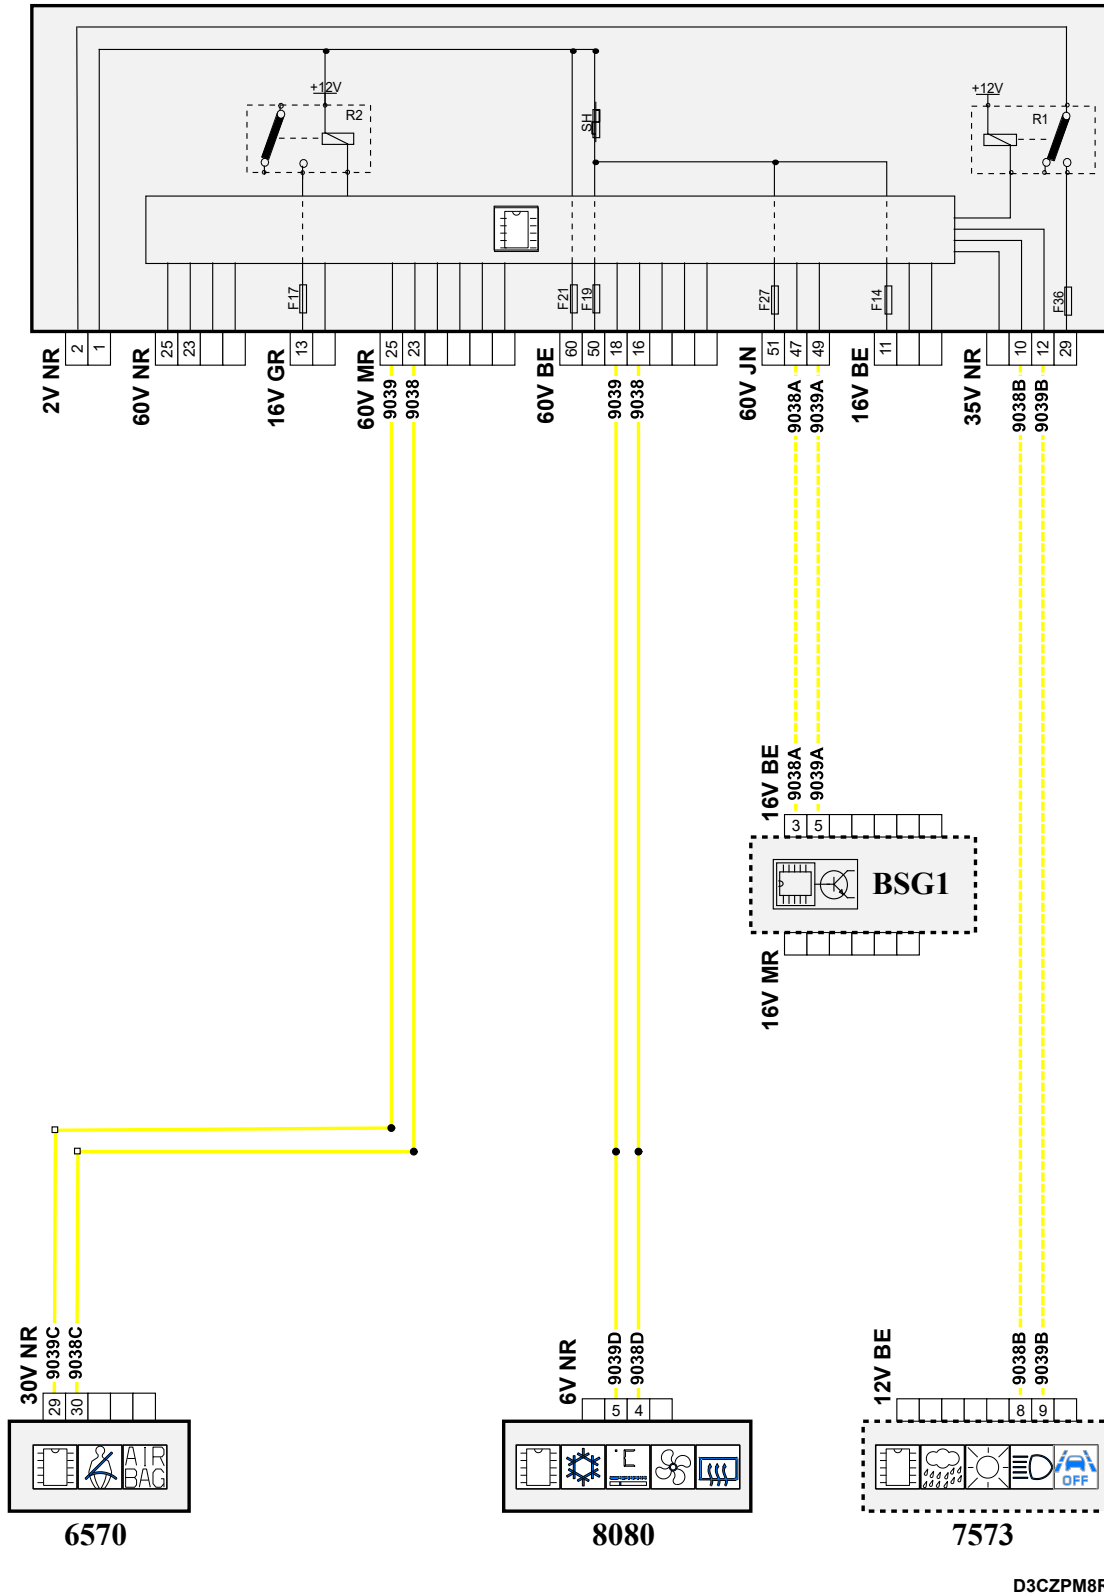 +12V
R2
SH
+12V
R1
F17
F21
F19
F27
F14
F36
2V NR
2
1
60V NR
25
23
16V GR
13
60V MR
25
23
9039
9038
60V BE
60
50
18
16
9039
9038
60V JN
51
47
49
9038A
9039A
16V BE
11
35V NR
10
12
29
9038B
9039B
16V BE
9038A
9039A
3
5
BSG1
16V MR
30V NR
9039C
9038C
29
30
AIR
BAG
6570
6V NR
9039D
9038D
5
4
°C
8080
12V BE
9038B
9039B
8
9
OFF
7573